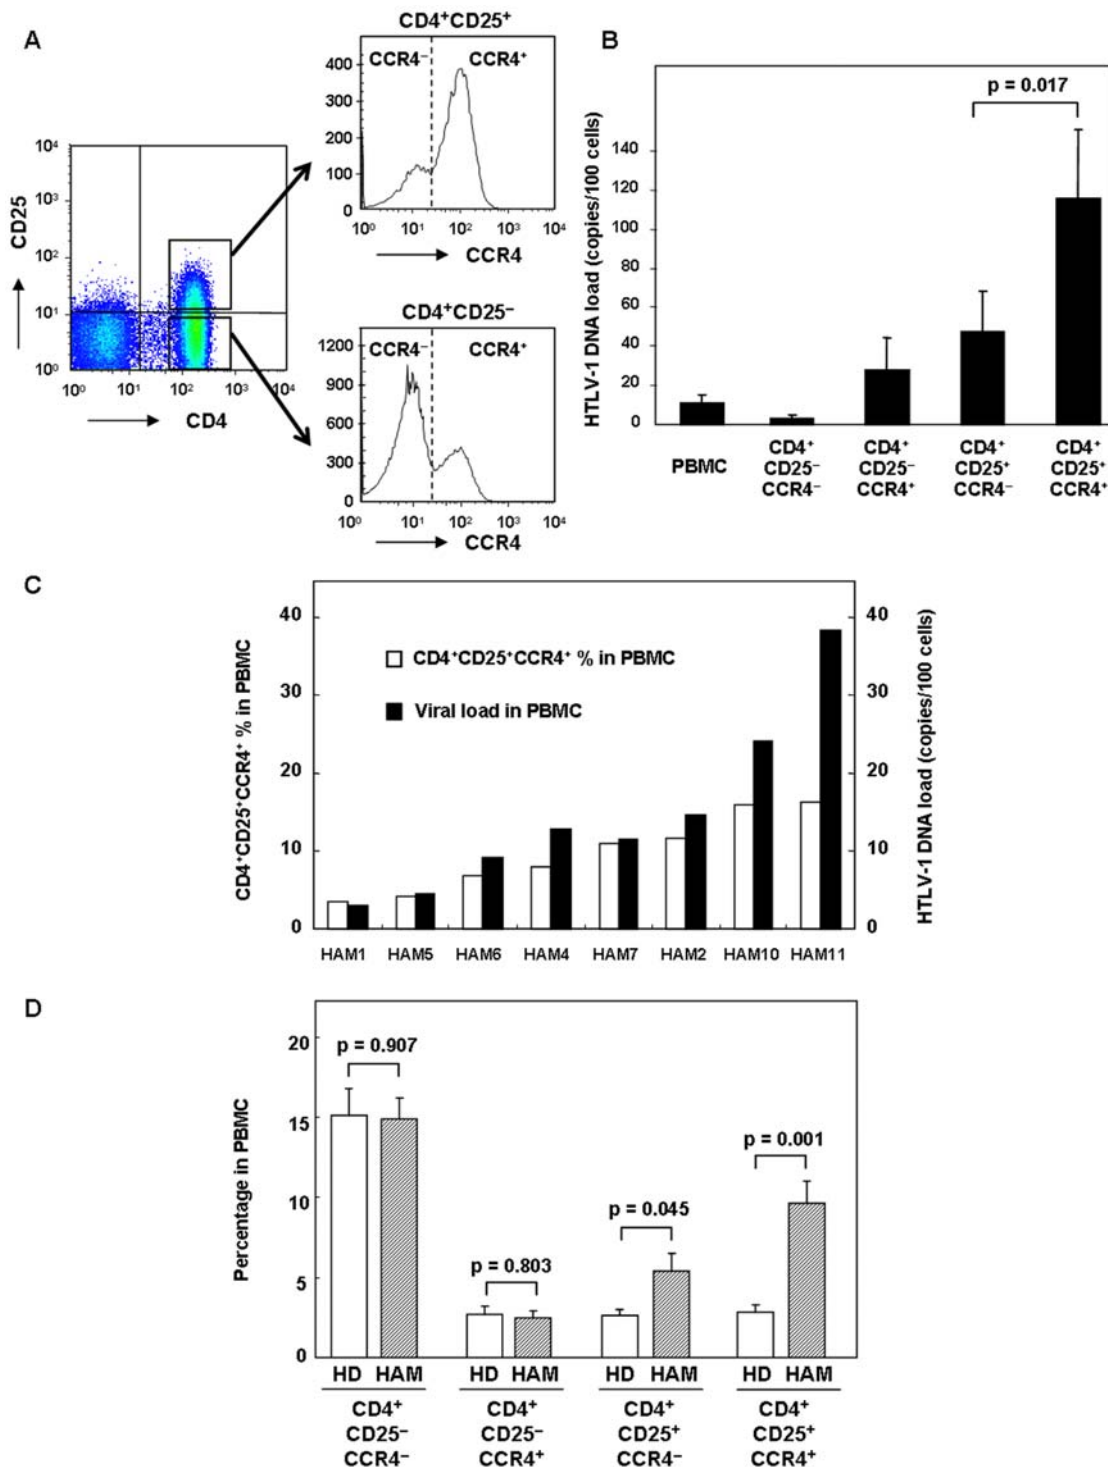 A
CD4⁺CD25⁺
CCR4⁻ CCR4⁺
400
300
200
100
0
10⁰ 10¹ 10² 10³ 10⁴
CCR4
CD25
10⁴
10³
10²
10¹
10⁰
10⁰ 10¹ 10² 10³ 10⁴
CD4
CD4⁺CD25⁻
CCR4⁻ CCR4⁺
1200
900
600
300
0
10⁰ 10¹ 10² 10³ 10⁴
CCR4
B
HTLV-1 DNA load (copies/100 cells)
p = 0.017
140
120
100
80
60
40
20
0
PBMC
CD4⁺
CD25⁻
CCR4⁻
CD4⁺
CD25⁻
CCR4⁺
CD4⁺
CD25⁺
CCR4⁻
CD4⁺
CD25⁺
CCR4⁺
C
CD4⁺CD25⁺CCR4⁺ % in PBMC
40
30
20
10
0
CD4⁺CD25⁺CCR4⁺ % in PBMC
Viral load in PBMC
40
30
20
10
0
HTLV-1 DNA load (copies/100 cells)
HAM1 HAM5 HAM6 HAM4 HAM7 HAM2 HAM10 HAM11
D
Percentage in PBMC
20
15
10
5
0
p = 0.907
p = 0.803
p = 0.045
p = 0.001
HD HAM HD HAM HD HAM HD HAM
CD4⁺
CD25⁻
CCR4⁻
CD4⁺
CD25⁻
CCR4⁺
CD4⁺
CD25⁺
CCR4⁻
CD4⁺
CD25⁺
CCR4⁺